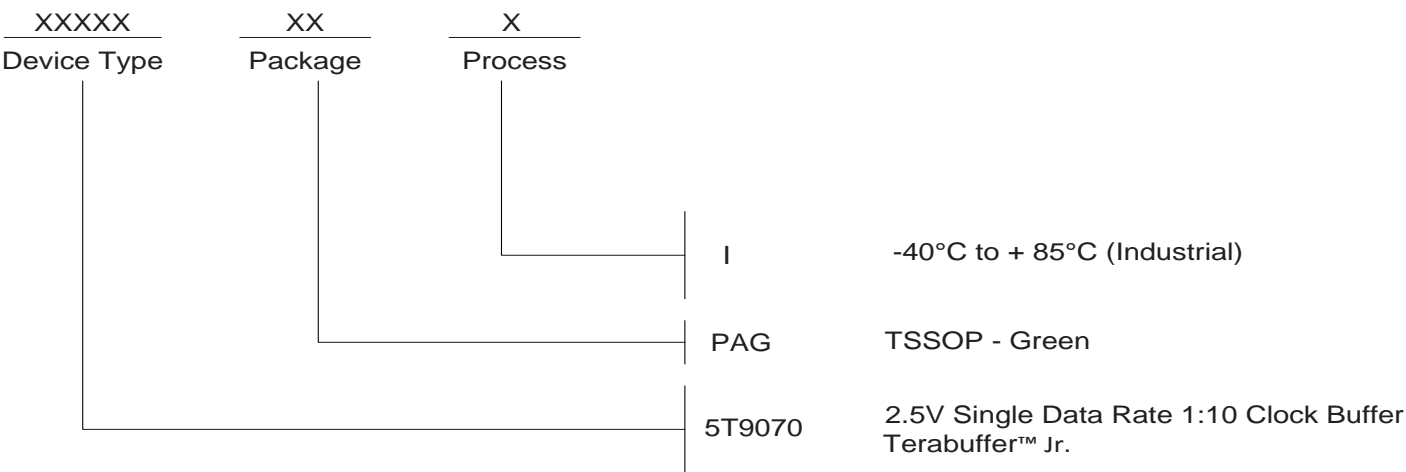 XXXXX XX X
Device Type Package Process
I -40°C to + 85°C (Industrial)
PAG TSSOP - Green
5T9070 2.5V Single Data Rate 1:10 Clock Buffer
Terabuffer™ Jr.